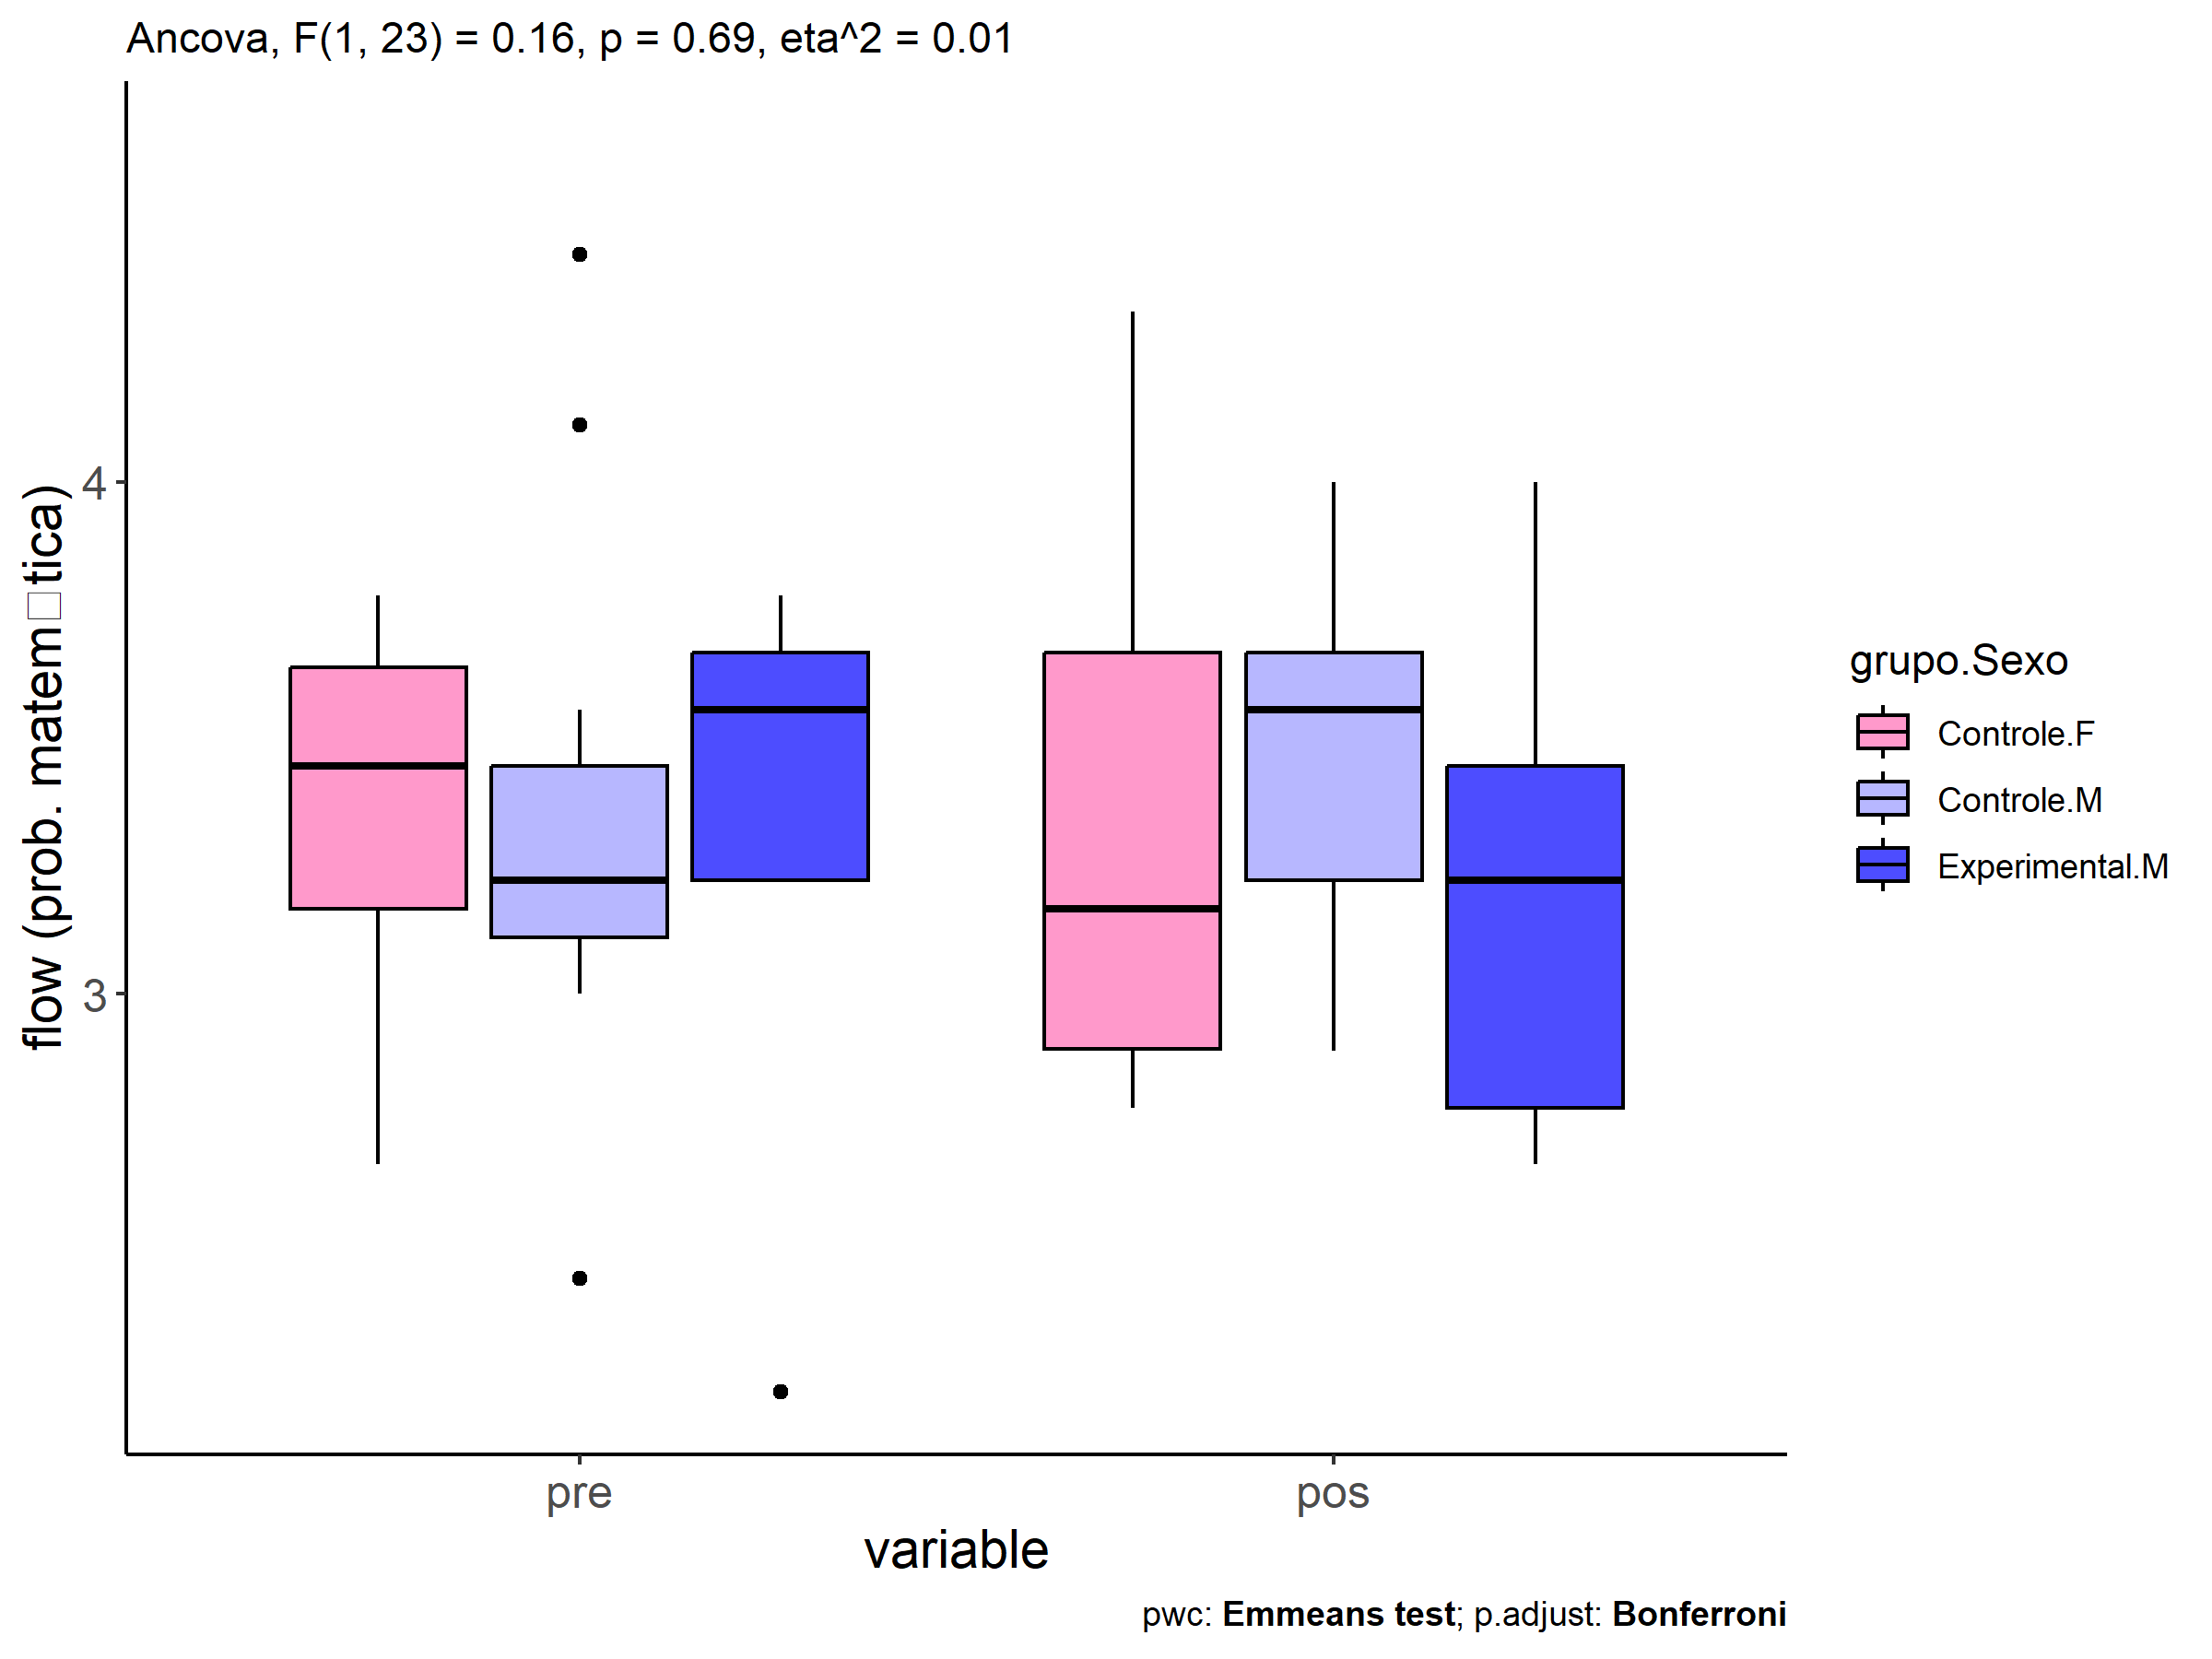 Ancova, F(1, 23) = 0.16, p = 0.69, eta^2 = 0.01
flow (prob. matem□tica)
4
3
pre
pos
variable
grupo.Sexo
Controle.F
Controle.M
Experimental.M
pwc: Emmeans test; p.adjust: Bonferroni